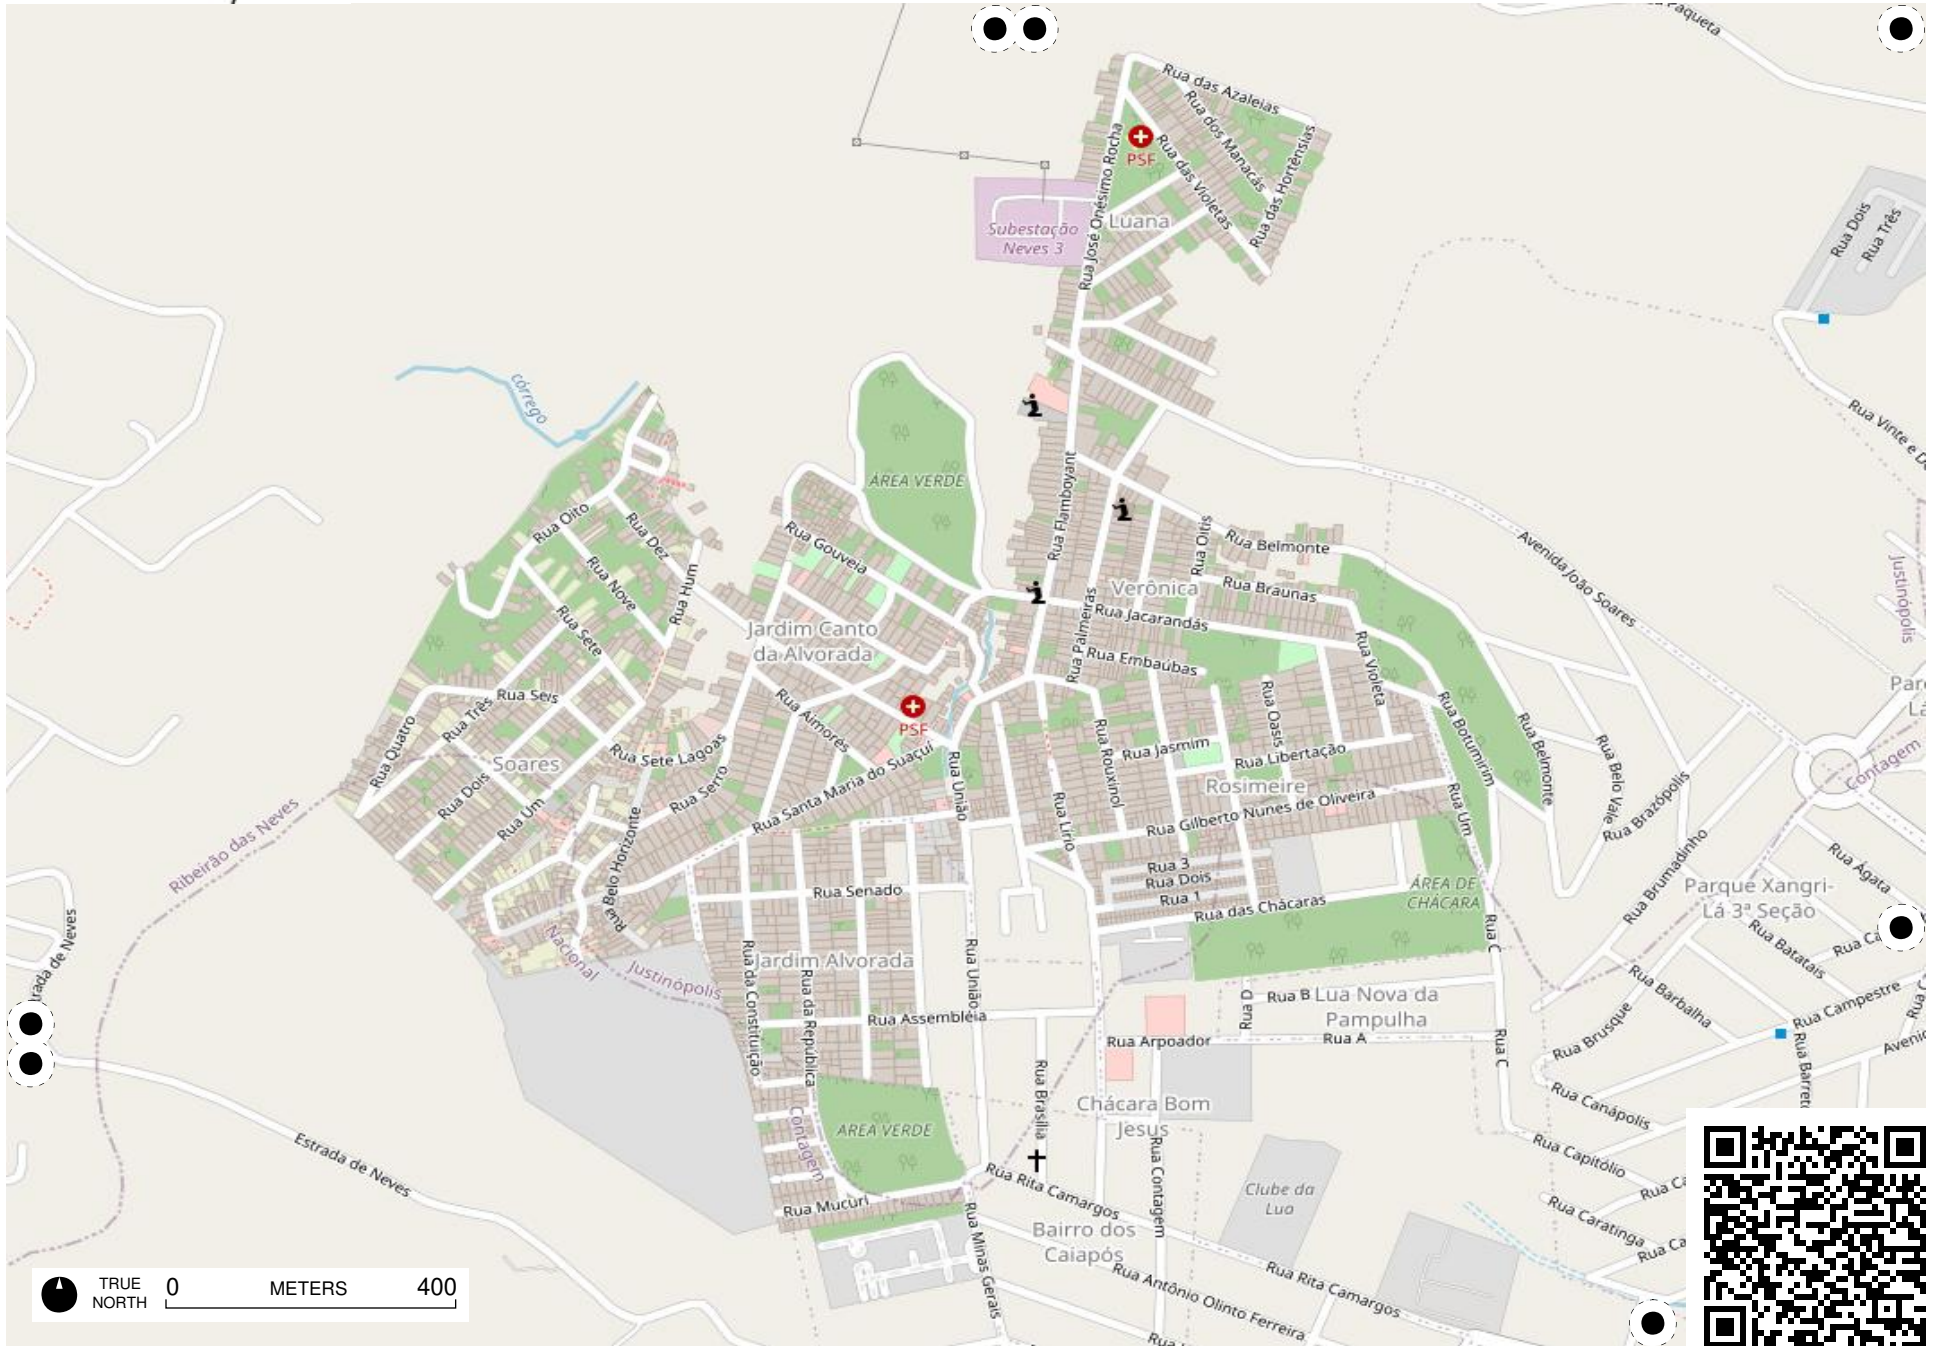 Rua das Azaleias
Rua dos Manacás
Rua das Hortênsias
PSF
Rua das Violetas
Rua José Onésimo Rocha
Luana
Subestação
Neves 3
Rua Dois
Rua Três
Rua Vinte e
córrego
ÁREA VERDE
Rua Flamboyant
Rua Oito
Rua Dez
Rua Nove
Rua Hum
Rua Sete
Rua Gouveia
Rua Oitis
Rua Belmonte
Avenida João Soares
Justinópolis
Verônica
Rua Braunas
Rua Jacarandás
Rua Palmeiras
Jardim Canto
da Alvorada
Rua Embaúbas
Rua Violeta
Rua Seis
Rua Três
Rua Quatro
Rua Aimorés
PSF
Rua Oasis
Rua Botumirim
Rua Belmonte
Rua Belo Vale
Contagem
Rua Sete Lagoas
Rua Rouxinol
Rua Jasmim
Rua Libertação
Soares
Rua Dois
Rua Um
Rua Serro
Rua Santa Maria do Suaçuí
Rua União
Rua Lírio
Rosimeire
Rua Gilberto Nunes de Oliveira
Rua Um
Rua Brazópolis
Ribeirão das Neves
Rua Belo Horizonte
Rua 3
Rua Dois
Rua 1
Rua das Chácaras
ÁREA DE
CHÁCARA
Rua Brumadinho
Rua Ágata
Parque Xangri-
Lá 3ª Seção
Rua Senado
Rua Batatais
Rua C
Nacional
Justinópolis
Jardim Alvorada
Rua da Constituição
Rua da República
Rua União
Rua Assembléia
Rua D
Rua B
Lua Nova da
Pampulha
Rua A
Rua Arpoador
Rua C
Rua Barbalha
Rua Campestre
Rua Brusque
Rua Canápolis
Rua Capitólio
Rua Caratinga
Rua Brasília
Chácara Bom
Jesus
AREA VERDE
Contagem
Rua Mucuri
Rua Rita Camargos
Rua Contagem
Clube da
Lua
Bairro dos
Caiapós
Rua Minas Gerais
Rua Antônio Olinto Ferreira
Rua Rita Camargos
Estrada de Neves
TRUE
NORTH
0 METERS 400